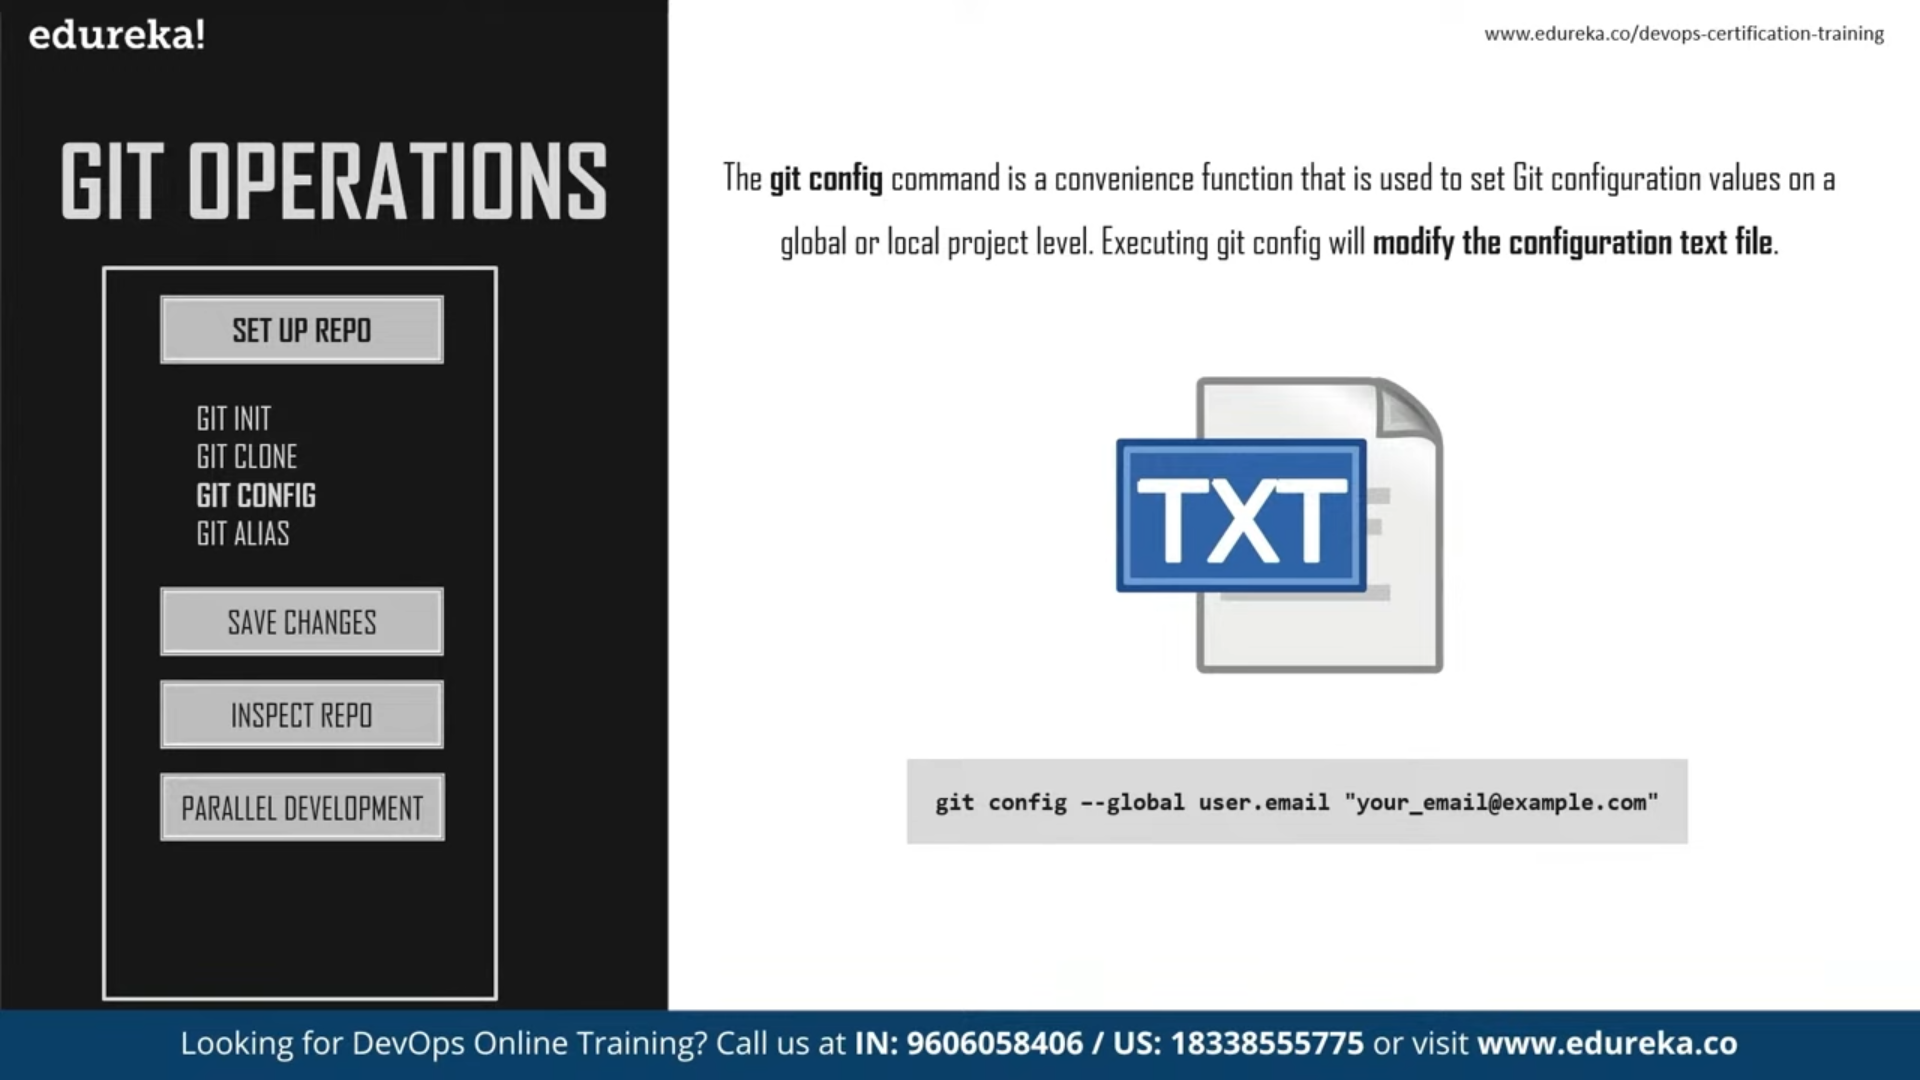 edureka!
www.edureka.co/devops-certification-training
GIT OPERATIONS
SET UP REPO
GIT INIT
GIT CLONE
GIT CONFIG
GIT ALIAS
SAVE CHANGES
INSPECT REPO
PARALLEL DEVELOPMENT
The git config command is a convenience function that is used to set Git configuration values on a
global or local project level. Executing git config will modify the configuration text file.
TXT
git config --global user.email "your_email@example.com"
Looking for DevOps Online Training? Call us at IN: 9606058406 / US: 18338555775 or visit www.edureka.co